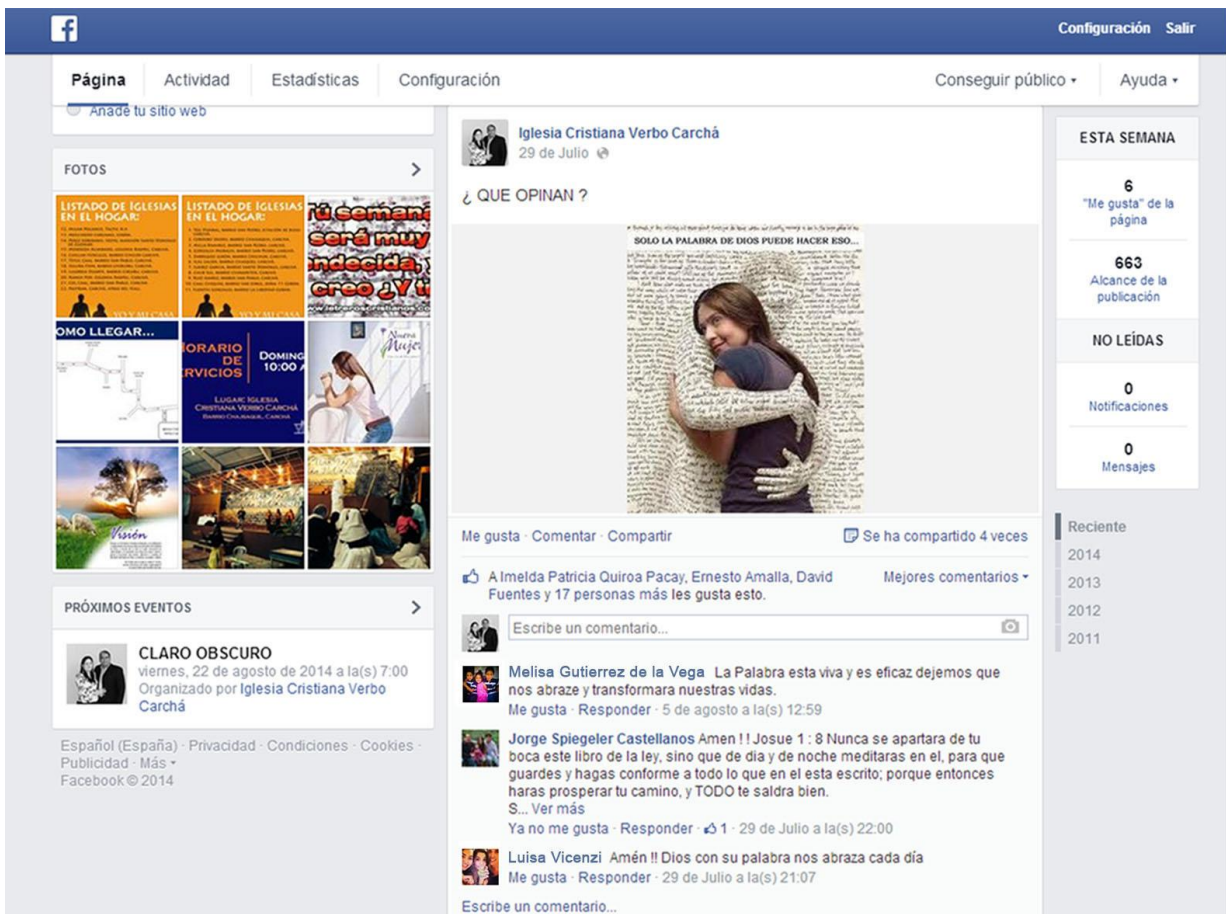 f
Configuración Salir
Página Actividad Estadísticas Configuración Conseguir público Ayuda
Añade tu sitio web
FOTOS
LISTADO DE IGLESIAS
EN EL HOGAR:
YO Y MI CASA
LISTADO DE IGLESIAS
EN EL HOGAR:
YO Y MI CASA
Tú semana
será muy
creo ¿Y t
OMO LLEGAR...
HORARIO
DE
RVICIOS
DOMING
10:00 A
LUGAR: IGLESIA
CRISTIANA VERBO CARCHÁ
Nueva
Mujer
Visión
PRÓXIMOS EVENTOS
CLARO OBSCURO
viernes, 22 de agosto de 2014 a la(s) 7:00
Organizado por Iglesia Cristiana Verbo
Carchá
Español (España) · Privacidad · Condiciones · Cookies ·
Publicidad · Más
Facebook © 2014
Iglesia Cristiana Verbo Carchá
29 de Julio
¿ QUE OPINAN ?
SOLO LA PALABRA DE DIOS PUEDE HACER ESO...
Me gusta · Comentar · Compartir Se ha compartido 4 veces
A Imelda Patricia Quiroa Pacay, Ernesto Amalla, David
Fuentes y 17 personas más les gusta esto.
Mejores comentarios
Escribe un comentario...
Melisa Gutierrez de la Vega La Palabra esta viva y es eficaz dejemos que
nos abraze y transformara nuestras vidas.
Me gusta · Responder · 5 de agosto a la(s) 12:59
Jorge Spiegeler Castellanos Amen ! ! Josue 1 : 8 Nunca se apartara de tu
boca este libro de la ley, sino que de dia y de noche meditaras en el, para que
guardes y hagas conforme a todo lo que en el esta escrito; porque entonces
haras prosperar tu camino, y TODO te saldra bien.
S... Ver más
Ya no me gusta · Responder · 1 · 29 de Julio a la(s) 22:00
Luisa Vicenzi Amén !! Dios con su palabra nos abraza cada día
Me gusta · Responder · 29 de Julio a la(s) 21:07
Escribe un comentario...
ESTA SEMANA
6
"Me gusta" de la
página
663
Alcance de la
publicación
NO LEÍDAS
0
Notificaciones
0
Mensajes
Reciente
2014
2013
2012
2011